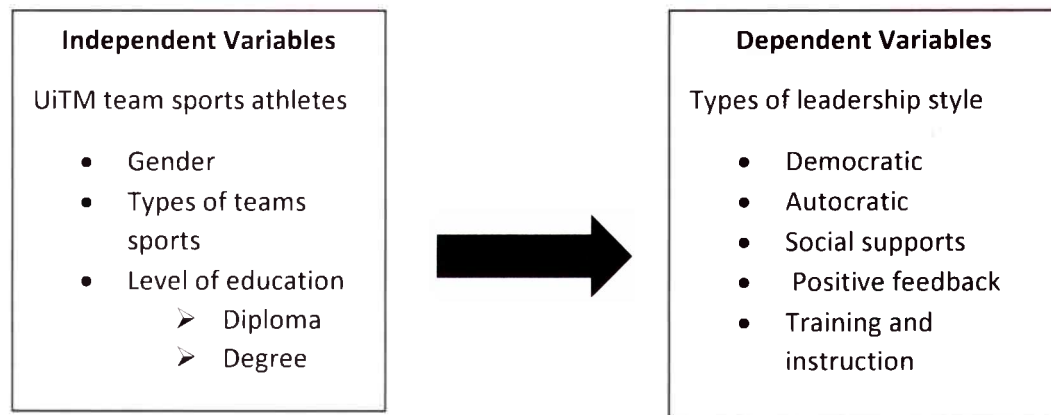 Independent Variables
UiTM team sports athletes
• Gender
• Types of teams
sports
• Level of education
➢ Diploma
➢ Degree
Dependent Variables
Types of leadership style
• Democratic
• Autocratic
• Social supports
• Positive feedback
• Training and
instruction